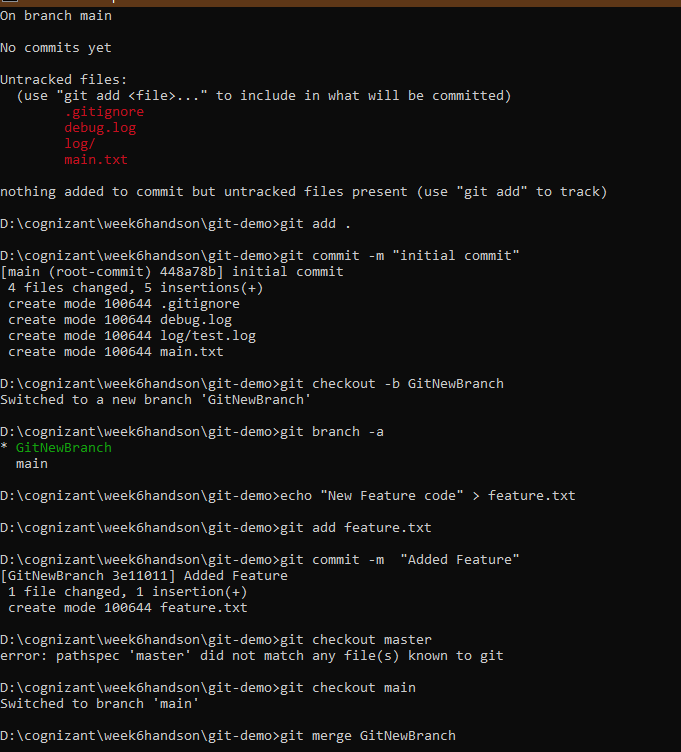 On branch main
No commits yet
Untracked files:
(use "git add <file>..." to include in what will be committed)
.gitignore
debug.log
log/
main.txt
nothing added to commit but untracked files present (use "git add" to track)
D:\cognizant\week6handson\git-demo>git add .
D:\cognizant\week6handson\git-demo>git commit -m "initial commit"
[main (root-commit) 448a78b] initial commit
4 files changed, 5 insertions(+)
create mode 100644 .gitignore
create mode 100644 debug.log
create mode 100644 log/test.log
create mode 100644 main.txt
D:\cognizant\week6handson\git-demo>git checkout -b GitNewBranch
Switched to a new branch 'GitNewBranch'
D:\cognizant\week6handson\git-demo>git branch -a
* GitNewBranch
main
D:\cognizant\week6handson\git-demo>echo "New Feature code" > feature.txt
D:\cognizant\week6handson\git-demo>git add feature.txt
D:\cognizant\week6handson\git-demo>git commit -m  "Added Feature"
[GitNewBranch 3e11011] Added Feature
1 file changed, 1 insertion(+)
create mode 100644 feature.txt
D:\cognizant\week6handson\git-demo>git checkout master
error: pathspec 'master' did not match any file(s) known to git
D:\cognizant\week6handson\git-demo>git checkout main
Switched to branch 'main'
D:\cognizant\week6handson\git-demo>git merge GitNewBranch